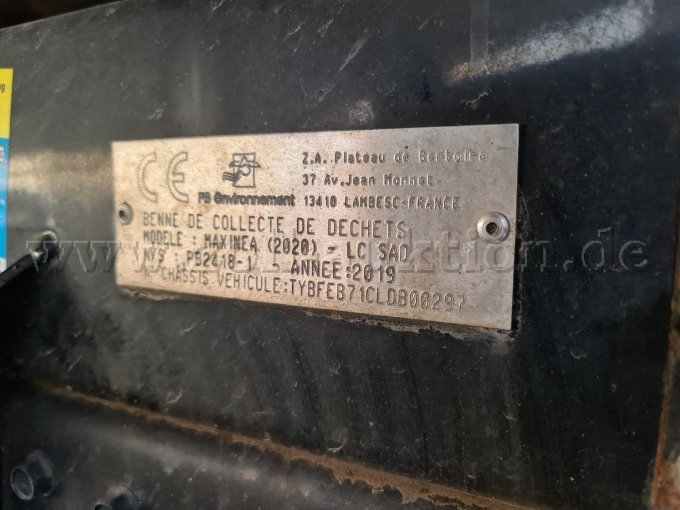 CE
PB Environnement
Z.A. Plateau de Bertoire
37 Av.Jean Monnet
13410 LAMBESC-FRANCE
BENNE DE COLLECTE DE DECHETS
MODELE : MAXINEA (2020) - LC SAD
N/S : PB2418-1 ANNEE:2019
CHASSIS VEHICULE:TYBFEB71CLDB00297